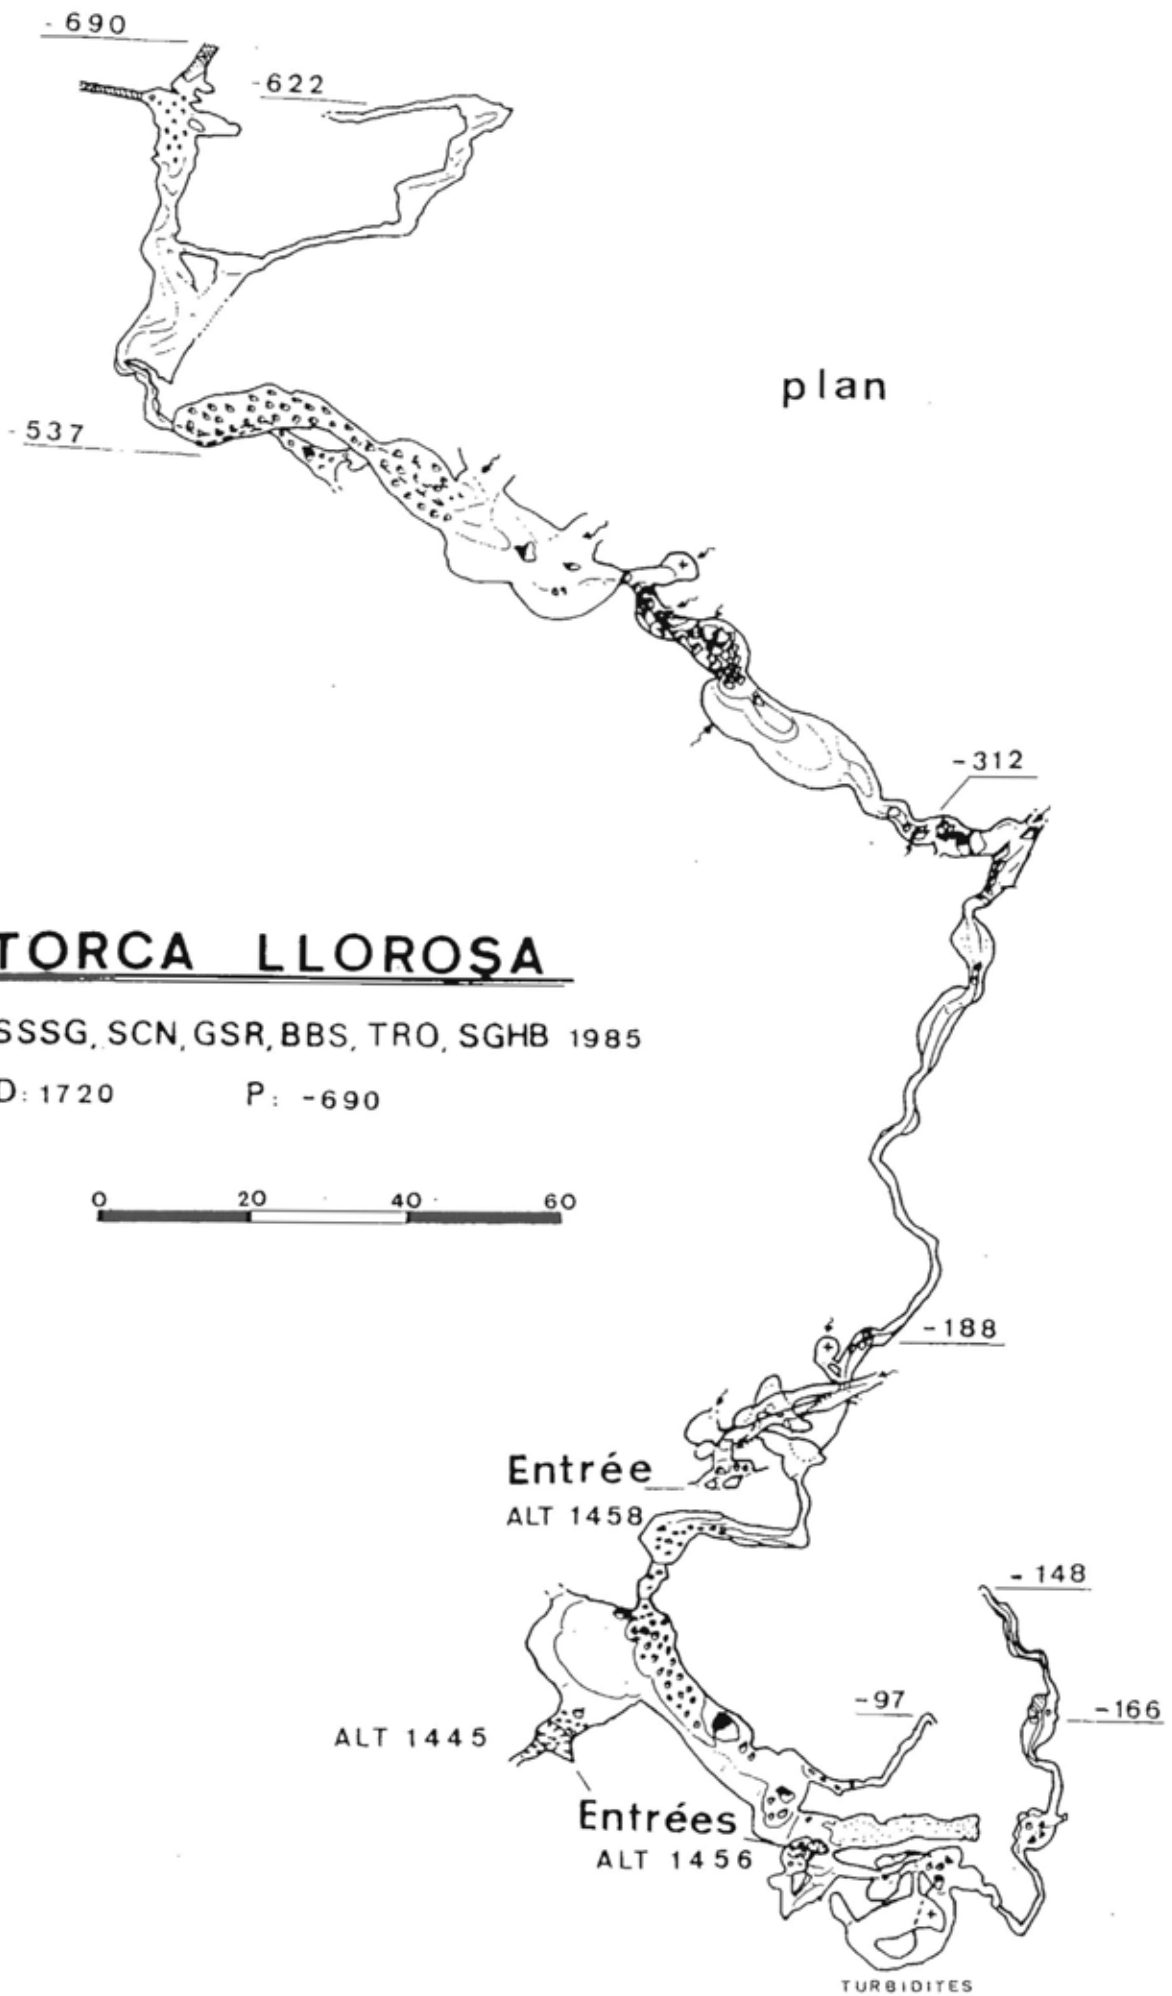 -690
-622
plan
-537
-312
TORCA LLOROSA
SSSG, SCN, GSR, BBS, TRO, SGHB 1985
D: 1720 P: -690
0 20 40 60
-188
Entrée
ALT 1458
-148
-97
-166
ALT 1445
Entrées
ALT 1456
TURBIDITES